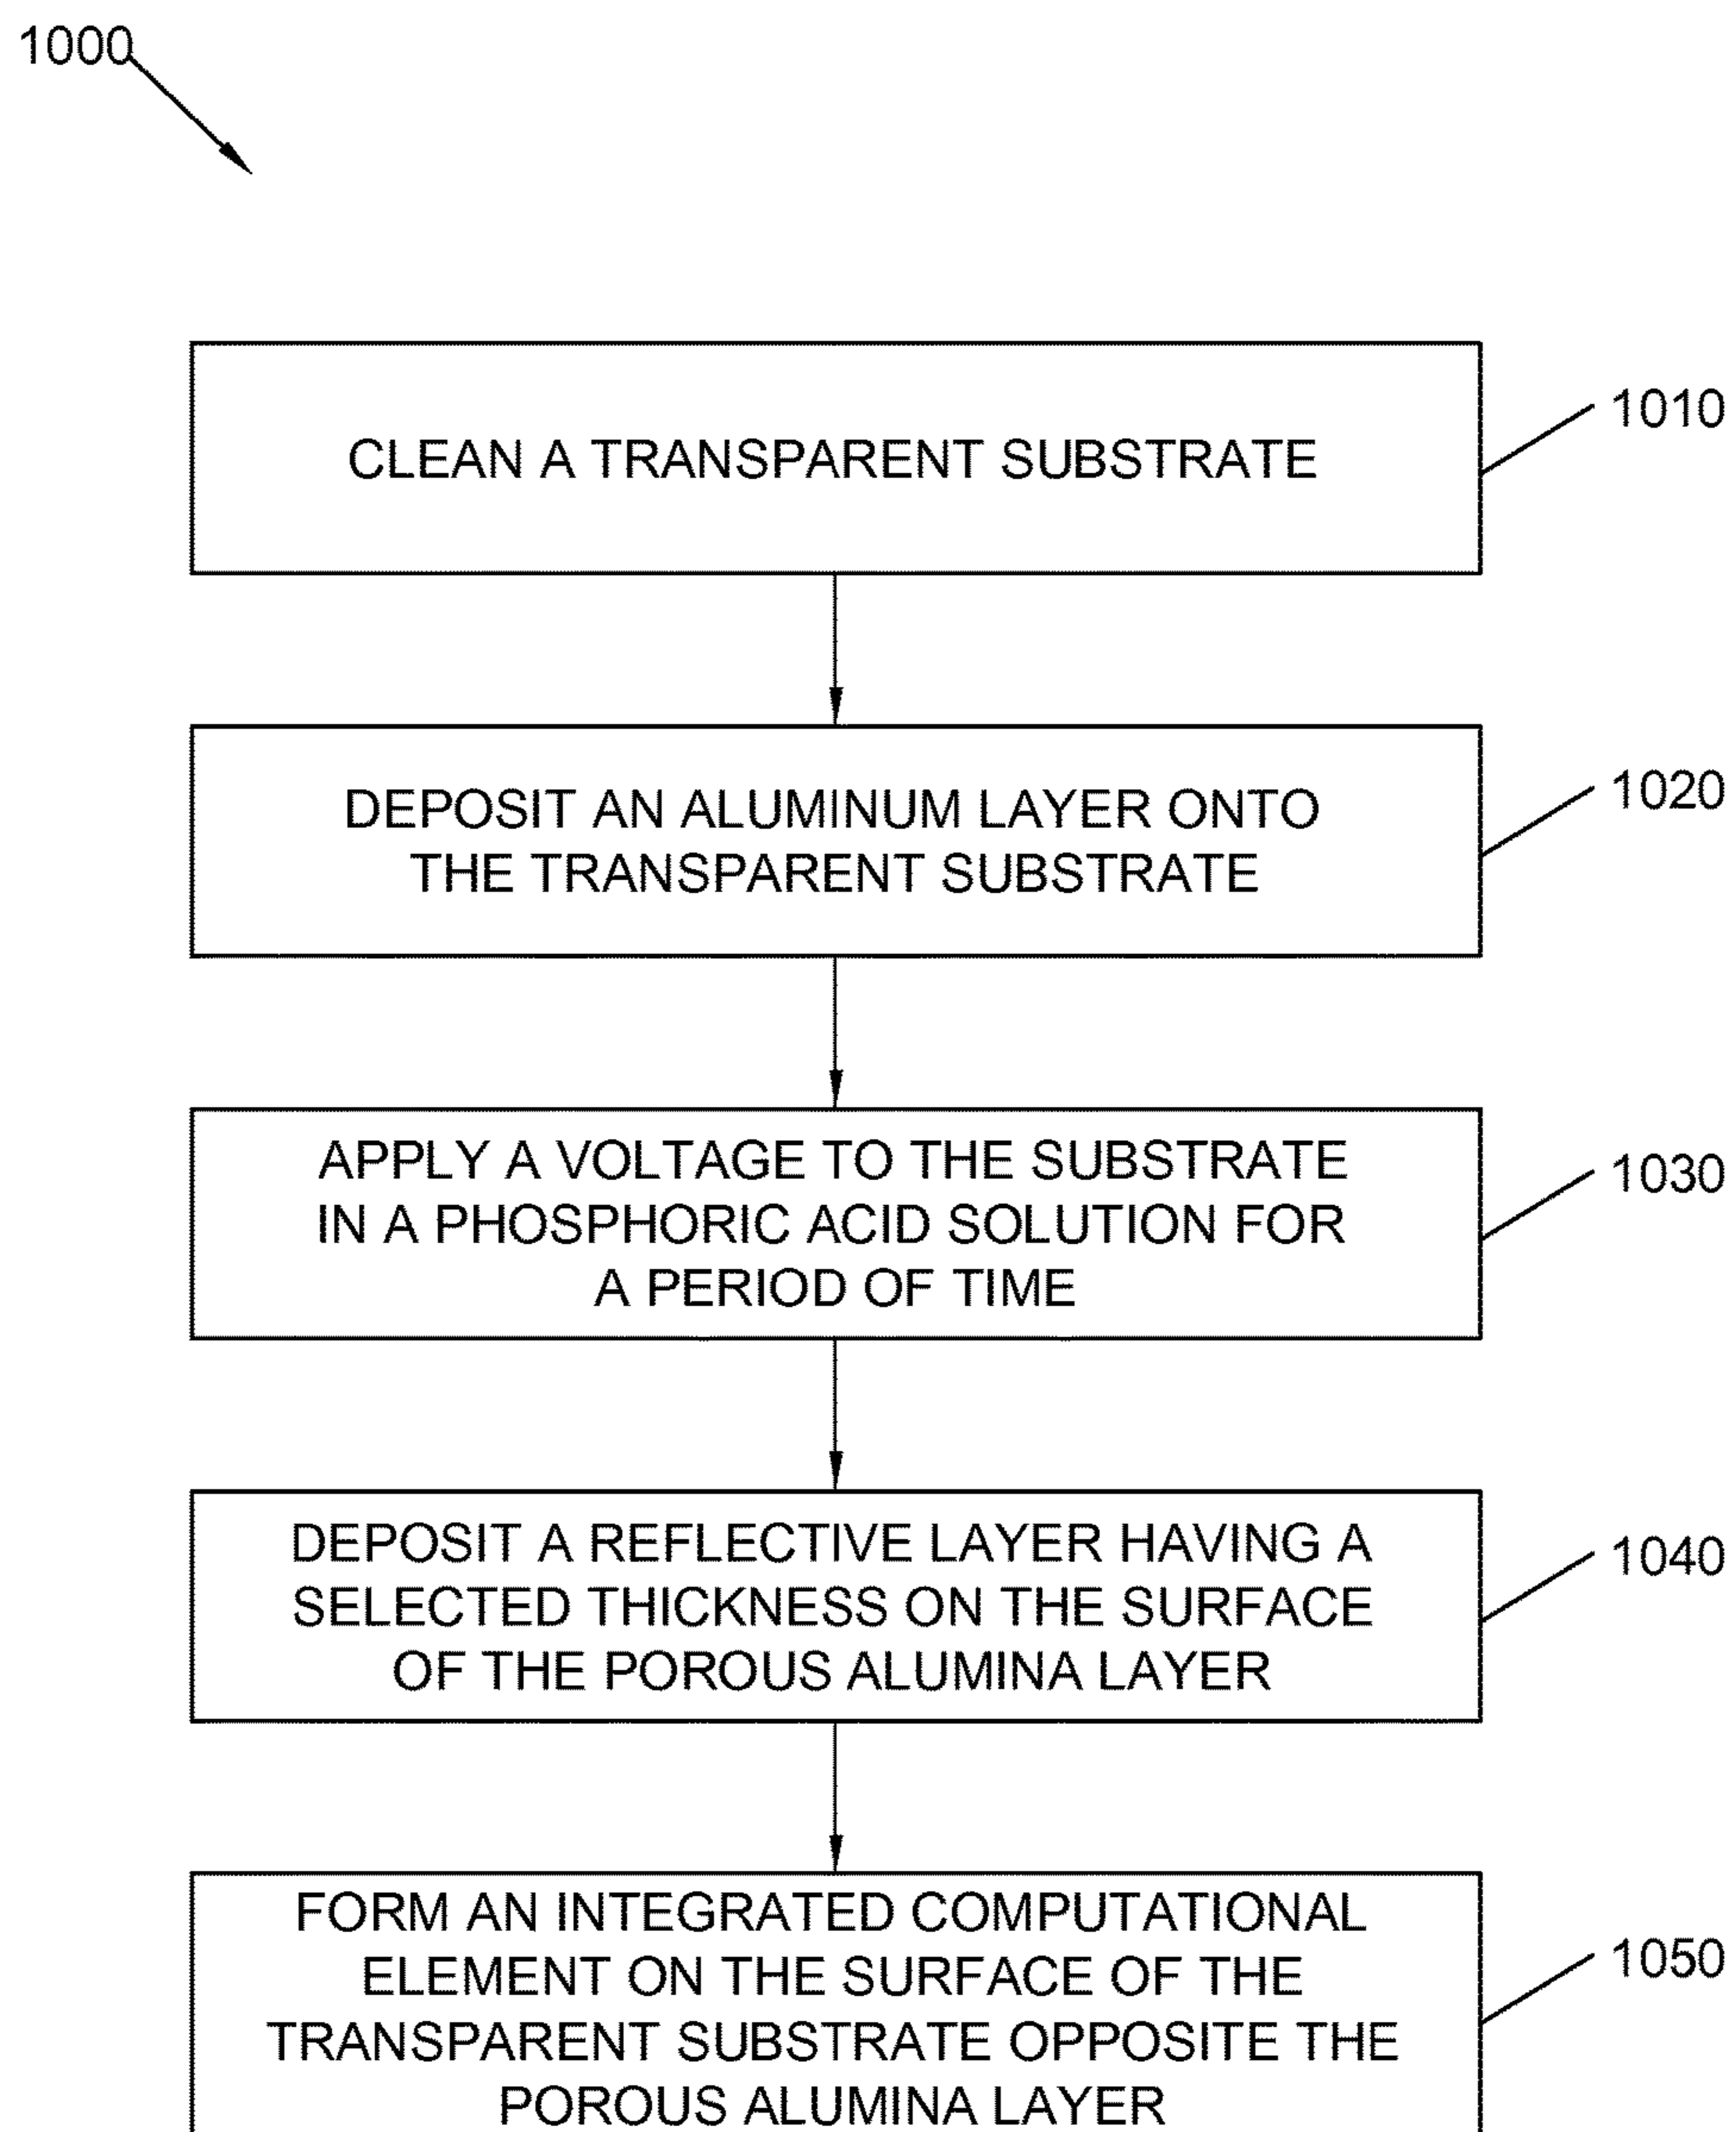 1000
CLEAN A TRANSPARENT SUBSTRATE
1010
DEPOSIT AN ALUMINUM LAYER ONTO
THE TRANSPARENT SUBSTRATE
1020
APPLY A VOLTAGE TO THE SUBSTRATE
IN A PHOSPHORIC ACID SOLUTION FOR
A PERIOD OF TIME
1030
DEPOSIT A REFLECTIVE LAYER HAVING A
SELECTED THICKNESS ON THE SURFACE
OF THE POROUS ALUMINA LAYER
1040
FORM AN INTEGRATED COMPUTATIONAL
ELEMENT ON THE SURFACE OF THE
TRANSPARENT SUBSTRATE OPPOSITE THE
POROUS ALUMINA LAYER
1050